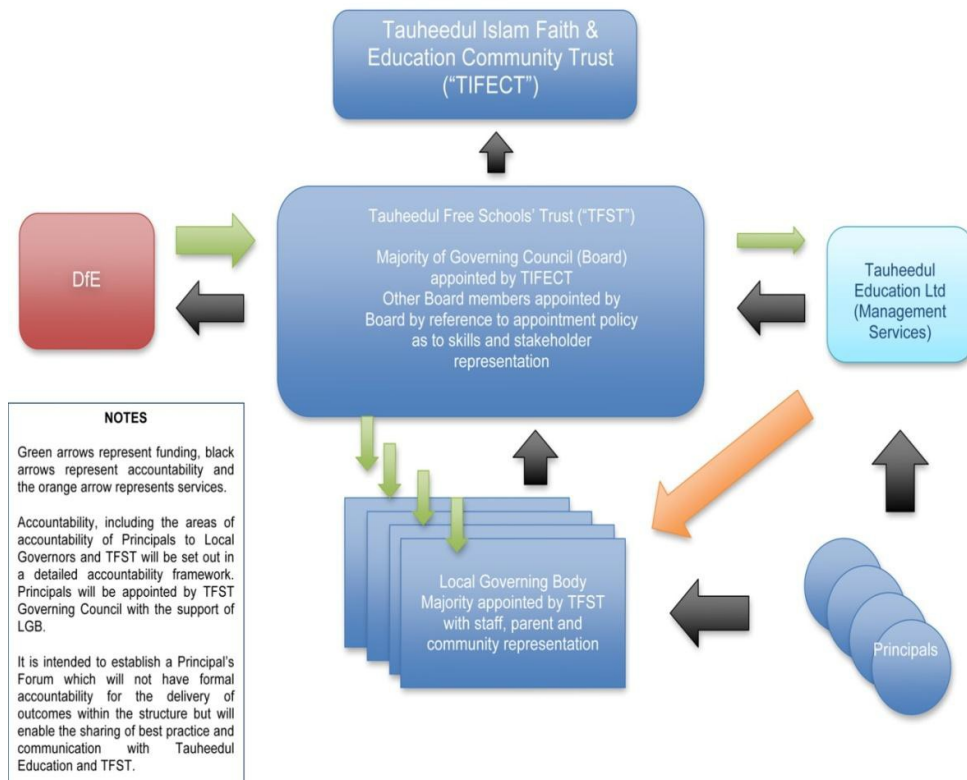 Tauheedul Islam Faith &
Education Community Trust
(“TIFECT”)
Tauheedul Free Schools’ Trust (“TFST”)
Majority of Governing Council (Board)
appointed by TIFECT
Other Board members appointed by
Board by reference to appointment policy
as to skills and stakeholder
representation
DfE
Tauheedul
Education Ltd
(Management
Services)
NOTES
Green arrows represent funding, black
arrows represent accountability and
the orange arrow represents services.
Accountability, including the areas of
accountability of Principals to Local
Governors and TFST will be set out in
a detailed accountability framework.
Principals will be appointed by TFST
Governing Council with the support of
LGB.
It is intended to establish a Principal’s
Forum which will not have formal
accountability for the delivery of
outcomes within the structure but will
enable the sharing of best practice and
communication with Tauheedul
Education and TFST.
Local Governing Body
Majority appointed by TFST
with staff, parent and
community representation
Principals